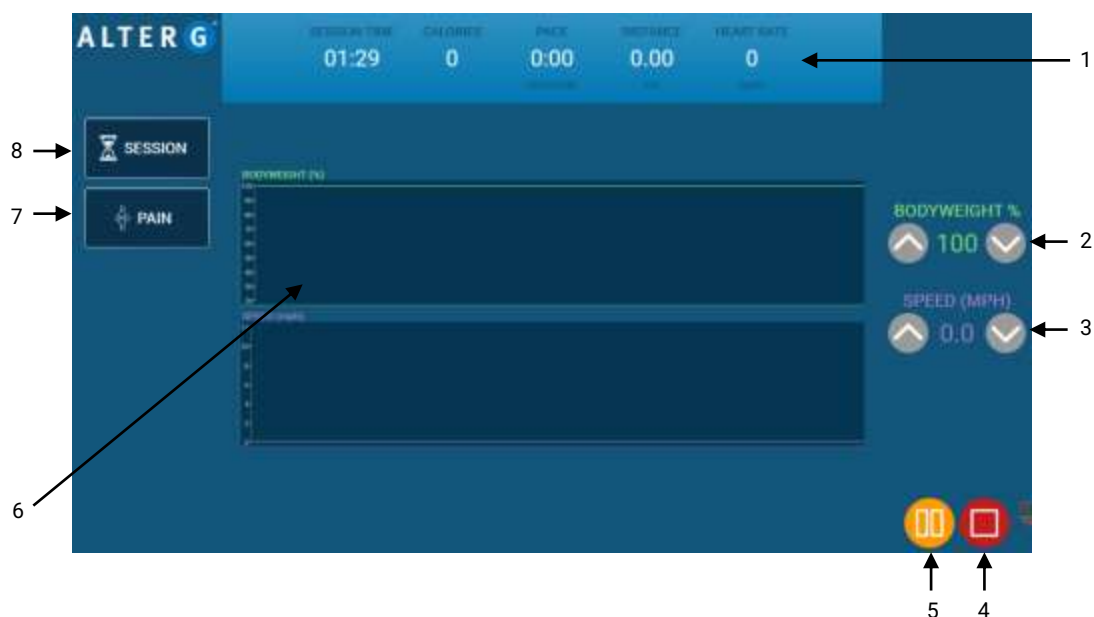 ALTER G
SESSION TIME CALORIES PACE DISTANCE HEART RATE
01:29 0 0:00 0.00 0
1
8 SESSION
BODYWEIGHT (%)
7 PAIN
BODYWEIGHT %
100 2
SPEED (MPH)
0.0 3
6
5 4